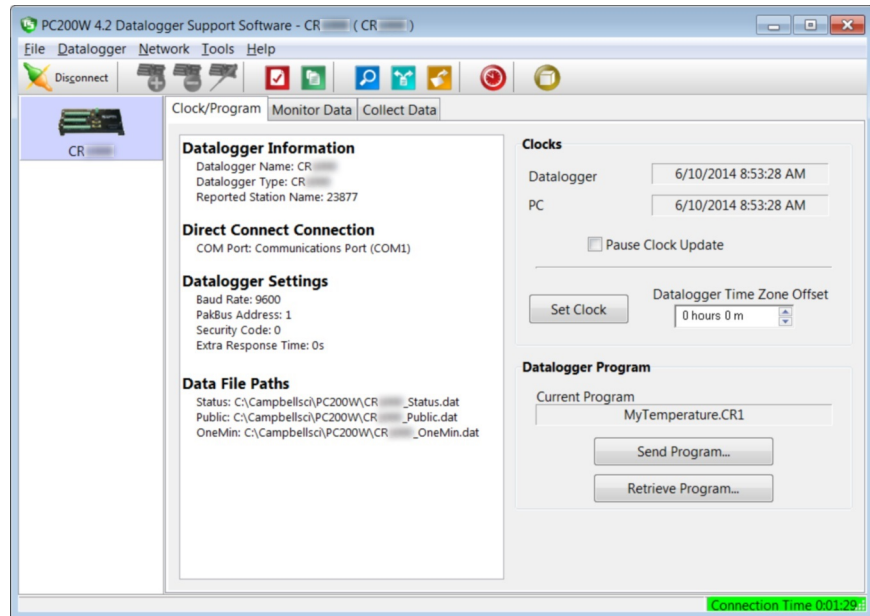 PC200W 4.2 Datalogger Support Software - CR ( CR )
File Datalogger Network Tools Help
Disconnect
CR
Clock/Program Monitor Data Collect Data
Datalogger Information
Datalogger Name: CR
Datalogger Type: CR
Reported Station Name: 23877
Direct Connect Connection
COM Port: Communications Port (COM1)
Datalogger Settings
Baud Rate: 9600
PakBus Address: 1
Security Code: 0
Extra Response Time: 0s
Data File Paths
Status: C:\Campbellsci\PC200W\CR _Status.dat
Public: C:\Campbellsci\PC200W\CR _Public.dat
OneMin: C:\Campbellsci\PC200W\CR _OneMin.dat
Clocks
Datalogger 6/10/2014 8:53:28 AM
PC 6/10/2014 8:53:28 AM
Pause Clock Update
Datalogger Time Zone Offset
Set Clock 0 hours 0 m
Datalogger Program
Current Program
MyTemperature.CR1
Send Program...
Retrieve Program...
Connection Time 0:01:29